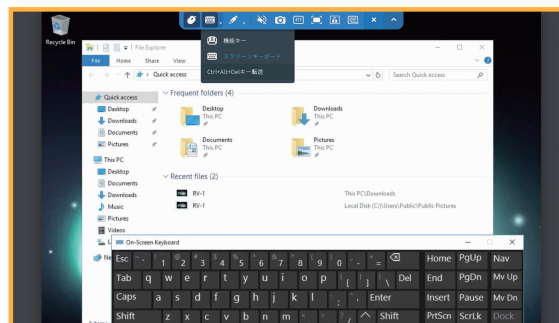 Recycle Bin
File Explorer
機能キー
スクリーンキーボード
Ctrl+Alt+Delキー転送
File Home Share View
Quick access
Search Quick access
Quick access
Desktop
Downloads
Documents
Pictures
This PC
Desktop
Documents
Downloads
Music
Pictures
Videos
Frequent folders (4)
Desktop
This PC
Downloads
This PC
Documents
This PC
Pictures
This PC
Recent files (2)
RV-1 This PC\Downloads
RV-1 Local Disk (C:)\Users\Public\Public Pictures
On-Screen Keyboard
Esc ~ ` ! 1 @ 2 # 3 $ 4 % 5 ^ 6 & 7 * 8 ( 9 ) 0 _ - + = Home PgUp Nav
Tab q w e r t y u i o p { [ } ] | \ Del End PgDn Mv Up
Caps a s d f g h j k l : ; " ' Enter Insert Pause Mv Dn
Shift z x c v b n m < , > . ? / Shift PrtScn ScrLk Dock